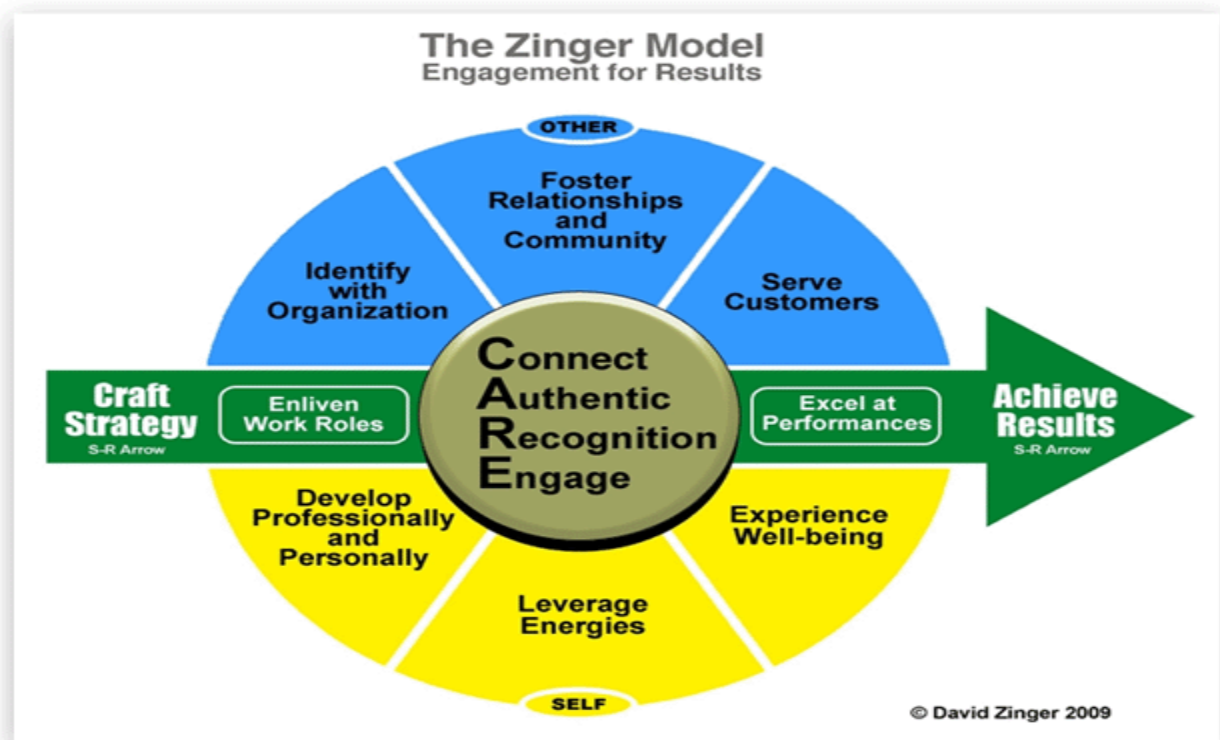 The Zinger Model
Engagement for Results
OTHER
Foster
Relationships
and
Community
Identify
with
Organization
Serve
Customers
Craft
Strategy
S-R Arrow
Enliven
Work Roles
Connect
Authentic
Recognition
Engage
Excel at
Performances
Achieve
Results
S-R Arrow
Develop
Professionally
and
Personally
Leverage
Energies
Experience
Well-being
SELF
© David Zinger 2009